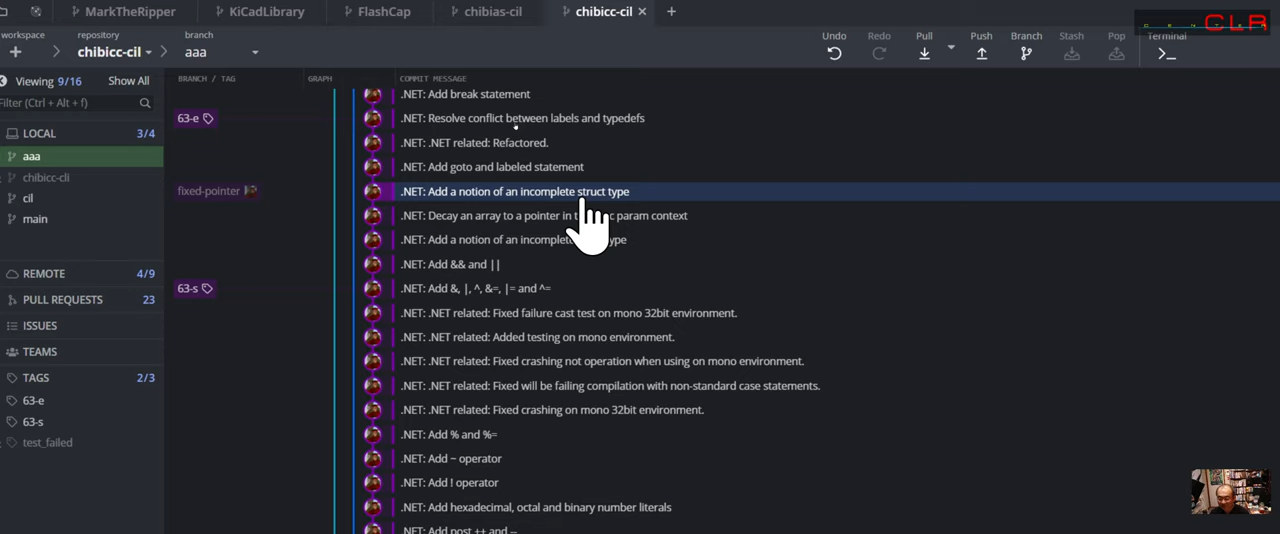 MarkTheRipper
KiCadLibrary
FlashCap
chibias-cil
chibicc-cil
CLR
workspace
repository
chibicc-cil
branch
aaa
Undo
Redo
Pull
Push
Branch
Stash
Pop
Terminal
Viewing 9/16
Show All
Filter (Ctrl + Alt + f)
LOCAL 3/4
aaa
chibicc-cli
cil
main
REMOTE 4/9
PULL REQUESTS 23
ISSUES
TEAMS
TAGS 2/3
63-e
63-s
test_failed
BRANCH / TAG
GRAPH
COMMIT MESSAGE
.NET: Add break statement
63-e
.NET: Resolve conflict between labels and typedefs
.NET: .NET related: Refactored.
.NET: Add goto and labeled statement
fixed-pointer
.NET: Add a notion of an incomplete struct type
.NET: Decay an array to a pointer in param context
.NET: Add a notion of an incomplete
.NET: Add && and ||
63-s
.NET: Add &, |, ^, &=, |= and ^=
.NET: .NET related: Fixed failure cast test on mono 32bit environment.
.NET: .NET related: Added testing on mono environment.
.NET: .NET related: Fixed crashing not operation when using on mono environment.
.NET: .NET related: Fixed will be failing compilation with non-standard case statements.
.NET: .NET related: Fixed crashing on mono 32bit environment.
.NET: Add % and %=
.NET: Add ~ operator
.NET: Add ! operator
.NET: Add hexadecimal, octal and binary number literals
.NET: Add post ++ and --